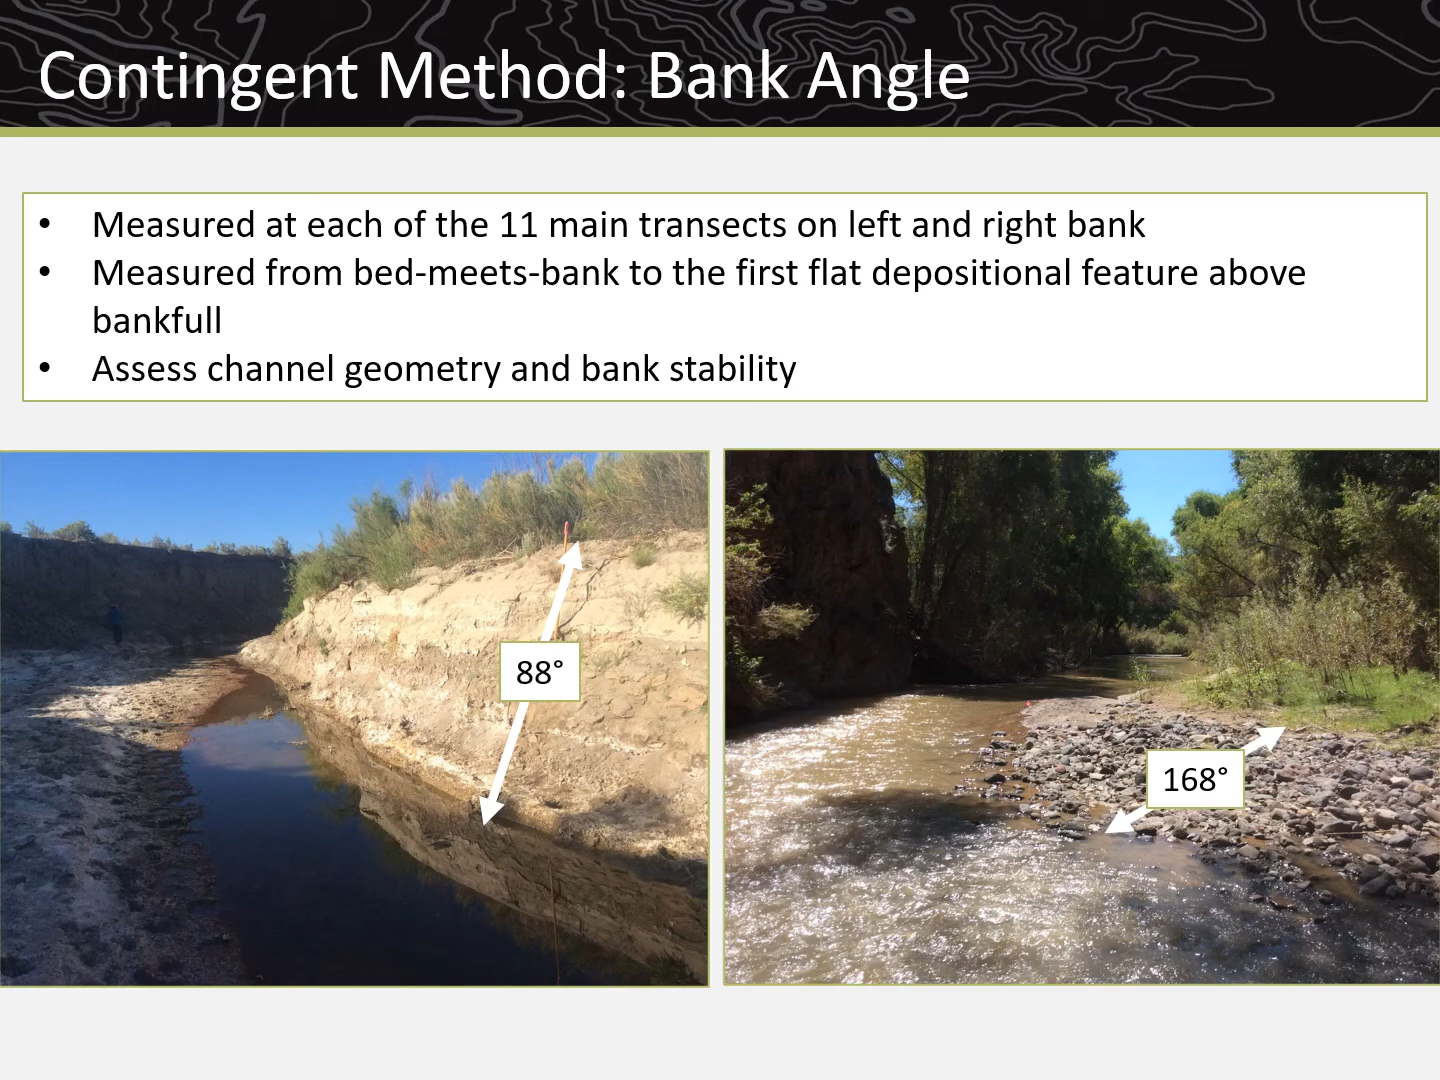 Contingent Method: Bank Angle
• Measured at each of the 11 main transects on left and right bank
• Measured from bed-meets-bank to the first flat depositional feature above
bankfull
• Assess channel geometry and bank stability
88°
168°